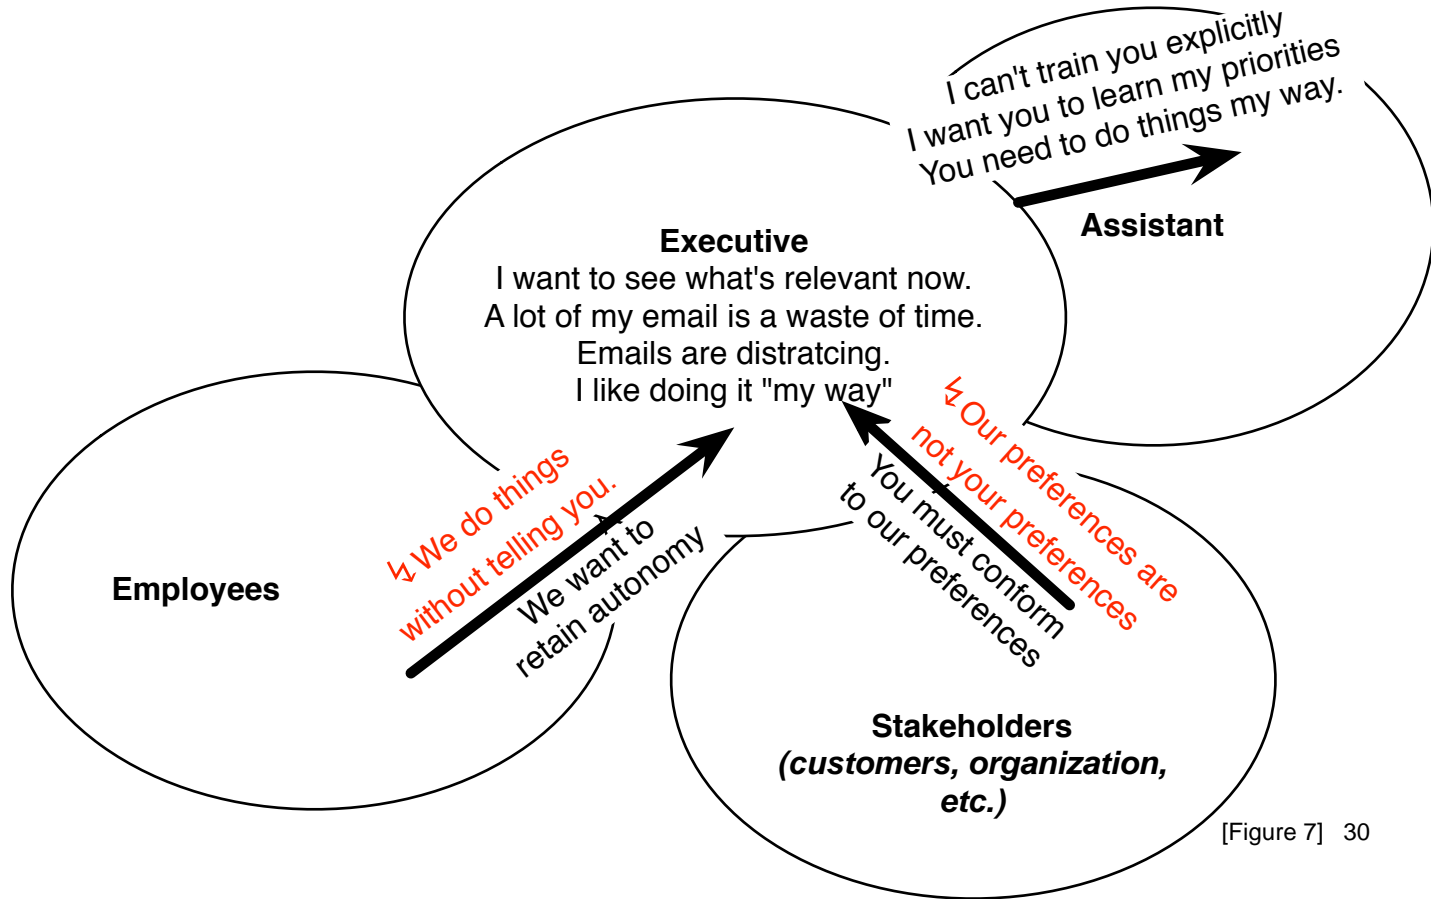 I can't train you explicitly
I want you to learn my priorities
You need to do things my way.
Assistant
Executive
I want to see what's relevant now.
A lot of my email is a waste of time.
Emails are distratcing.
I like doing it "my way"
↯We do things
without telling you.
We want to
retain autonomy
Employees
↯Our preferences are
not your preferences
You must conform
to our preferences
Stakeholders
(customers, organization,
etc.)
[Figure 7] 30